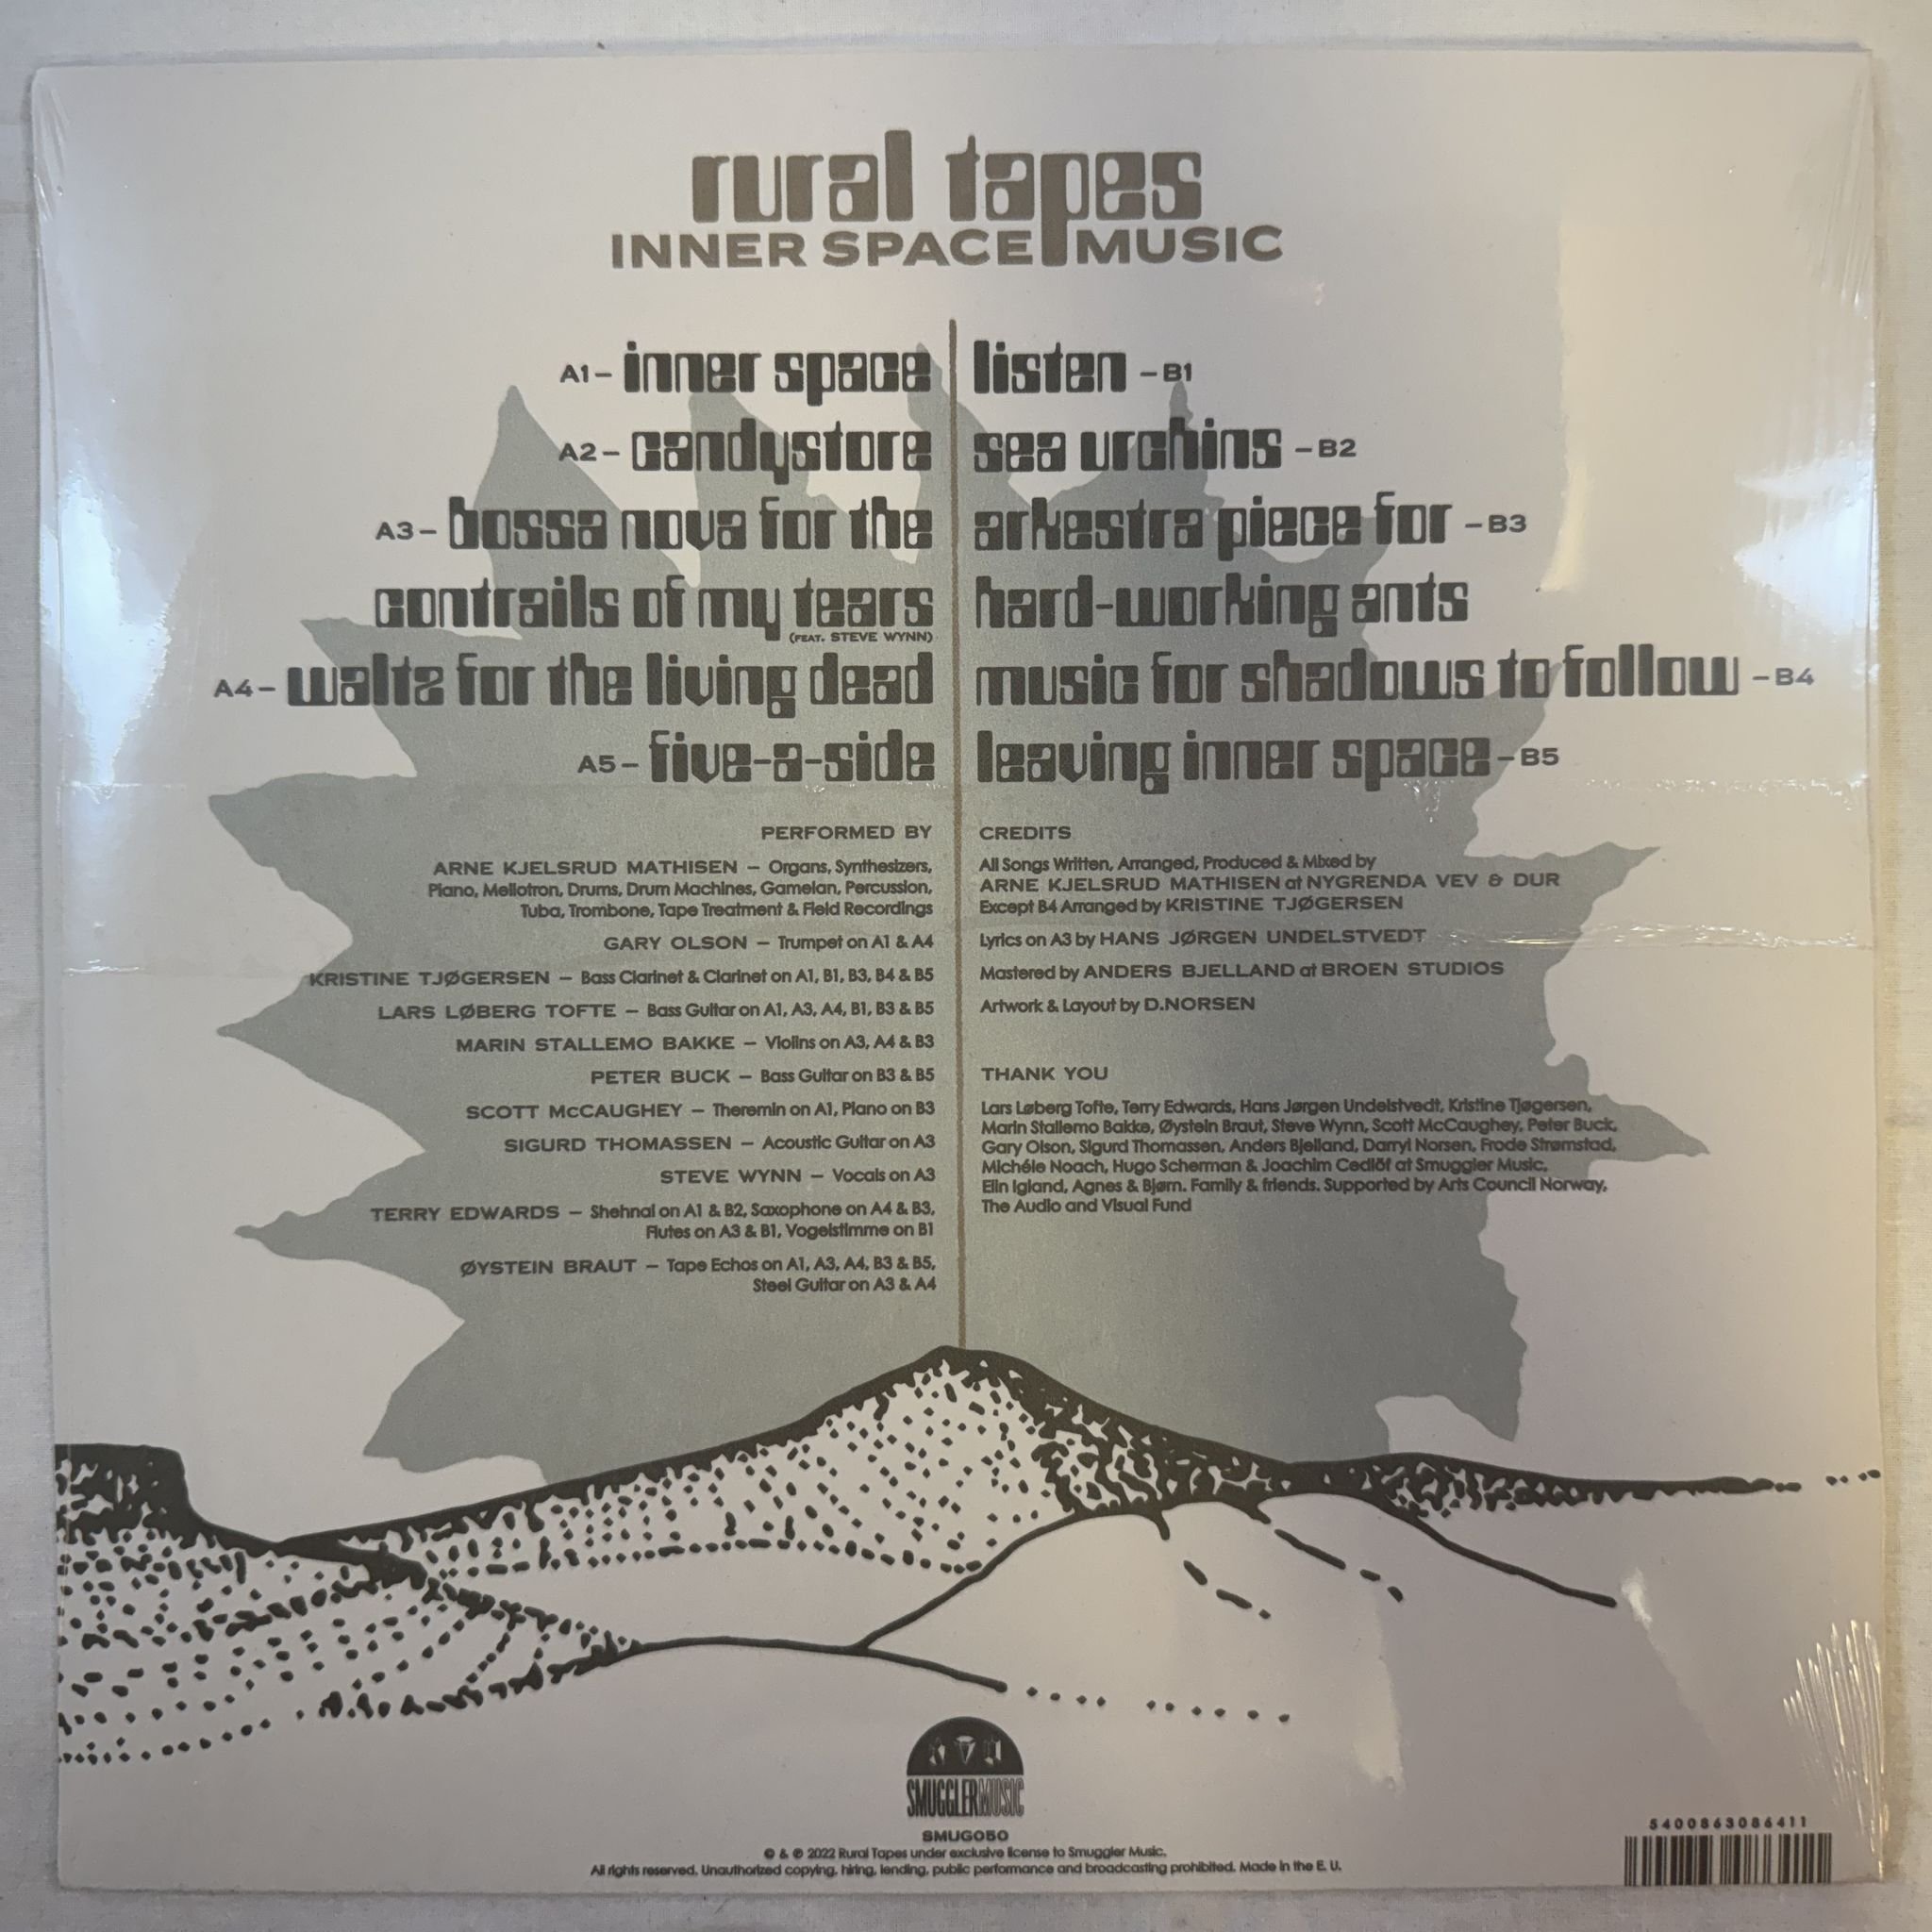 rural tapes
INNER SPACE MUSIC
A1 – inner space
A2 – candystore
A3 – bossa nova for the
contrails of my tears
(FEAT. STEVE WYNN)
A4 – waltz for the living dead
A5 – five-a-side
listen – B1
sea urchins – B2
arkestra piece for – B3
hard-working ants
music for shadows to follow – B4
leaving inner space – B5
PERFORMED BY
ARNE KJELSRUD MATHISEN – Organs, Synthesizers,
Piano, Mellotron, Drums, Drum Machines, Gamelan, Percussion,
Tuba, Trombone, Tape Treatment & Field Recordings
GARY OLSON – Trumpet on A1 & A4
KRISTINE TJØGERSEN – Bass Clarinet & Clarinet on A1, B1, B3, B4 & B5
LARS LØBERG TOFTE – Bass Guitar on A1, A3, A4, B1, B3 & B5
MARIN STALLEMO BAKKE – Violins on A3, A4 & B3
PETER BUCK – Bass Guitar on B3 & B5
SCOTT McCAUGHEY – Theremin on A1, Piano on B3
SIGURD THOMASSEN – Acoustic Guitar on A3
STEVE WYNN – Vocals on A3
TERRY EDWARDS – Shehnai on A1 & B2, Saxophone on A4 & B3,
Flutes on A3 & B1, Vogelstimme on B1
ØYSTEIN BRAUT – Tape Echos on A1, A3, A4, B3 & B5,
Steel Guitar on A3 & A4
CREDITS
All Songs Written, Arranged, Produced & Mixed by
ARNE KJELSRUD MATHISEN at NYGRENDA VEV & DUR
Except B4 Arranged by KRISTINE TJØGERSEN
Lyrics on A3 by HANS JØRGEN UNDELSTVEDT
Mastered by ANDERS BJELLAND at BROEN STUDIOS
Artwork & Layout by D.NORSEN
THANK YOU
Lars Løberg Tofte, Terry Edwards, Hans Jørgen Undelstvedt, Kristine Tjøgersen,
Marin Stallemo Bakke, Øystein Braut, Steve Wynn, Scott McCaughey, Peter Buck,
Gary Olson, Sigurd Thomassen, Anders Bjelland, Darryl Norsen, Frode Strømstad,
Michéle Noach, Hugo Scherman & Joachim Cedlöf at Smuggler Music,
Elin Igland, Agnes & Bjørn. Family & friends. Supported by Arts Council Norway,
The Audio and Visual Fund
SMUGGLERMUSIC
SMUG050
© & ℗ 2022 Rural Tapes under exclusive license to Smuggler Music.
All rights reserved. Unauthorized copying, hiring, lending, public performance and broadcasting prohibited. Made in the E. U.
5400863086411